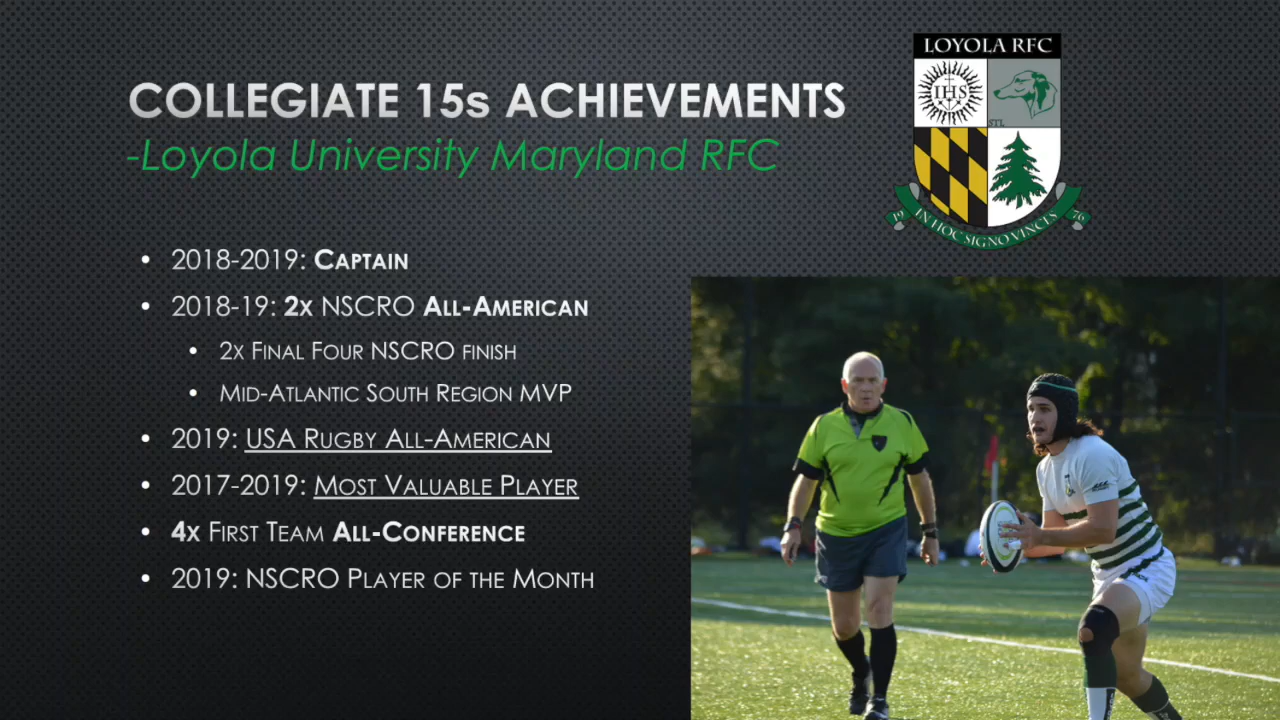 COLLEGIATE 15s ACHIEVEMENTS
-Loyola University Maryland RFC
LOYOLA RFC
IHS
STL
19 IN HOC SIGNO VINCES 76
• 2018-2019: CAPTAIN
• 2018-19: 2X NSCRO ALL-AMERICAN
• 2X FINAL FOUR NSCRO FINISH
• MID-ATLANTIC SOUTH REGION MVP
• 2019: USA RUGBY ALL-AMERICAN
• 2017-2019: MOST VALUABLE PLAYER
• 4X FIRST TEAM ALL-CONFERENCE
• 2019: NSCRO PLAYER OF THE MONTH